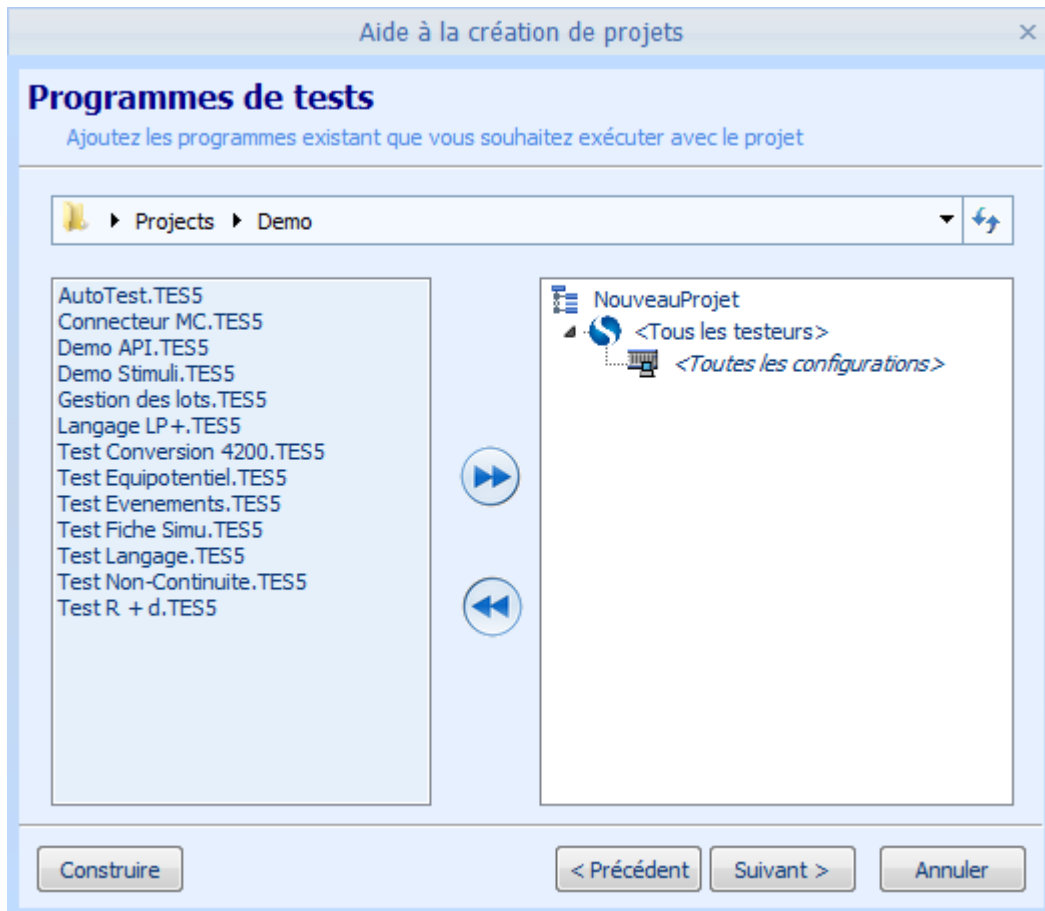 Aide à la création de projets
Programmes de tests
Ajoutez les programmes existant que vous souhaitez exécuter avec le projet
Projects Demo
AutoTest.TES5
Connecteur MC.TES5
Demo API.TES5
Demo Stimuli.TES5
Gestion des lots.TES5
Langage LP+.TES5
Test Conversion 4200.TES5
Test Equipotentiel.TES5
Test Evenements.TES5
Test Fiche Simu.TES5
Test Langage.TES5
Test Non-Continuite.TES5
Test R + d.TES5
NouveauProjet
<Tous les testeurs>
<Toutes les configurations>
Construire
< Précédent
Suivant >
Annuler